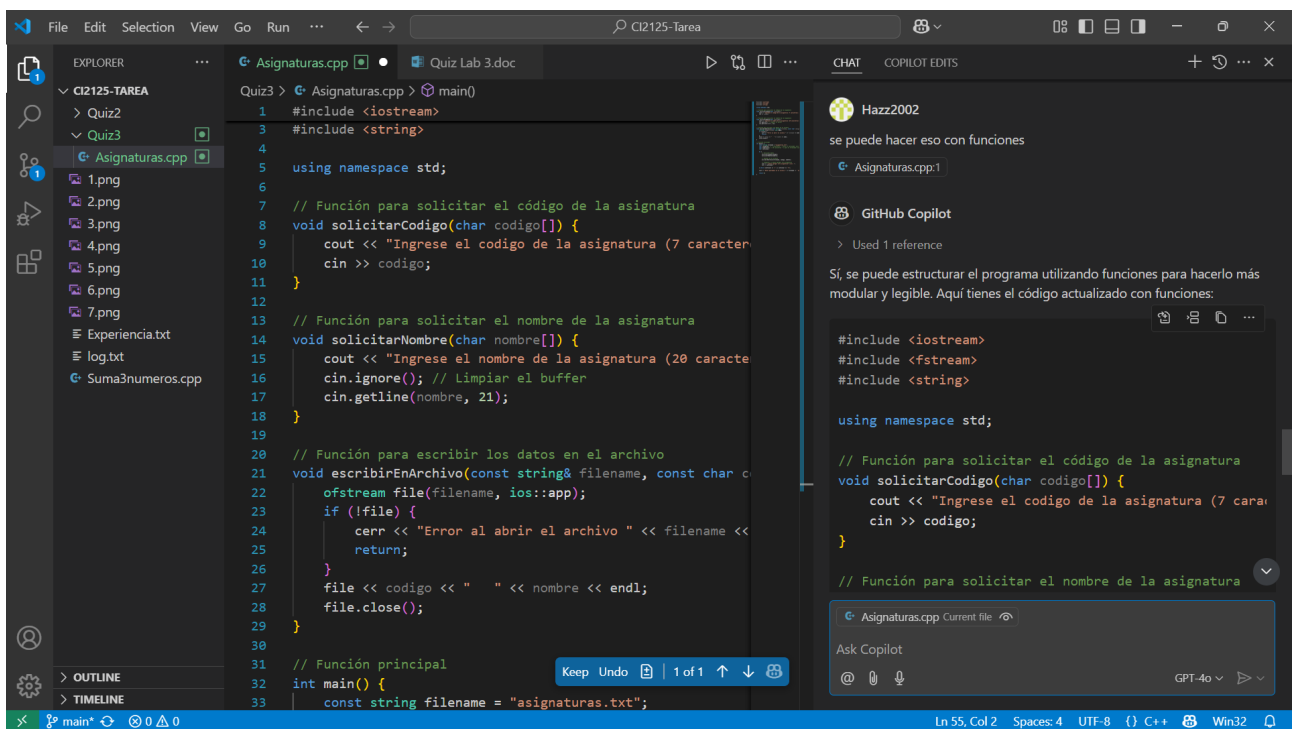 File Edit Selection View Go Run ··· CI2125-Tarea
EXPLORER ···
CI2125-TAREA
Quiz2
Quiz3
Asignaturas.cpp
1.png
2.png
3.png
4.png
5.png
6.png
7.png
Experiencia.txt
log.txt
Suma3numeros.cpp
OUTLINE
TIMELINE
1
1
Asignaturas.cpp Quiz Lab 3.doc
Quiz3 > Asignaturas.cpp > main()
1 #include <iostream>
3 #include <string>
4
5 using namespace std;
6
7 // Función para solicitar el código de la asignatura
8 void solicitarCodigo(char codigo[]) {
9 cout << "Ingrese el codigo de la asignatura (7 caracter
10 cin >> codigo;
11 }
12
13 // Función para solicitar el nombre de la asignatura
14 void solicitarNombre(char nombre[]) {
15 cout << "Ingrese el nombre de la asignatura (20 caracte
16 cin.ignore(); // Limpiar el buffer
17 cin.getline(nombre, 21);
18 }
19
20 // Función para escribir los datos en el archivo
21 void escribirEnArchivo(const string& filename, const char c
22 ofstream file(filename, ios::app);
23 if (!file) {
24 cerr << "Error al abrir el archivo " << filename <<
25 return;
26 }
27 file << codigo << "   " << nombre << endl;
28 file.close();
29 }
30
31 // Función principal
32 int main() {
33 const string filename = "asignaturas.txt";
Keep Undo 1 of 1
CHAT COPILOT EDITS
Hazz2002
se puede hacer eso con funciones
Asignaturas.cpp:1
GitHub Copilot
> Used 1 reference
Sí, se puede estructurar el programa utilizando funciones para hacerlo más
modular y legible. Aquí tienes el código actualizado con funciones:
#include <iostream>
#include <fstream>
#include <string>
using namespace std;
// Función para solicitar el código de la asignatura
void solicitarCodigo(char codigo[]) {
cout << "Ingrese el codigo de la asignatura (7 cara
cin >> codigo;
}
// Función para solicitar el nombre de la asignatura
Asignaturas.cpp Current file
Ask Copilot
@ GPT-4o
main* 0 0 Ln 55, Col 2 Spaces: 4 UTF-8 {} C++ Win32